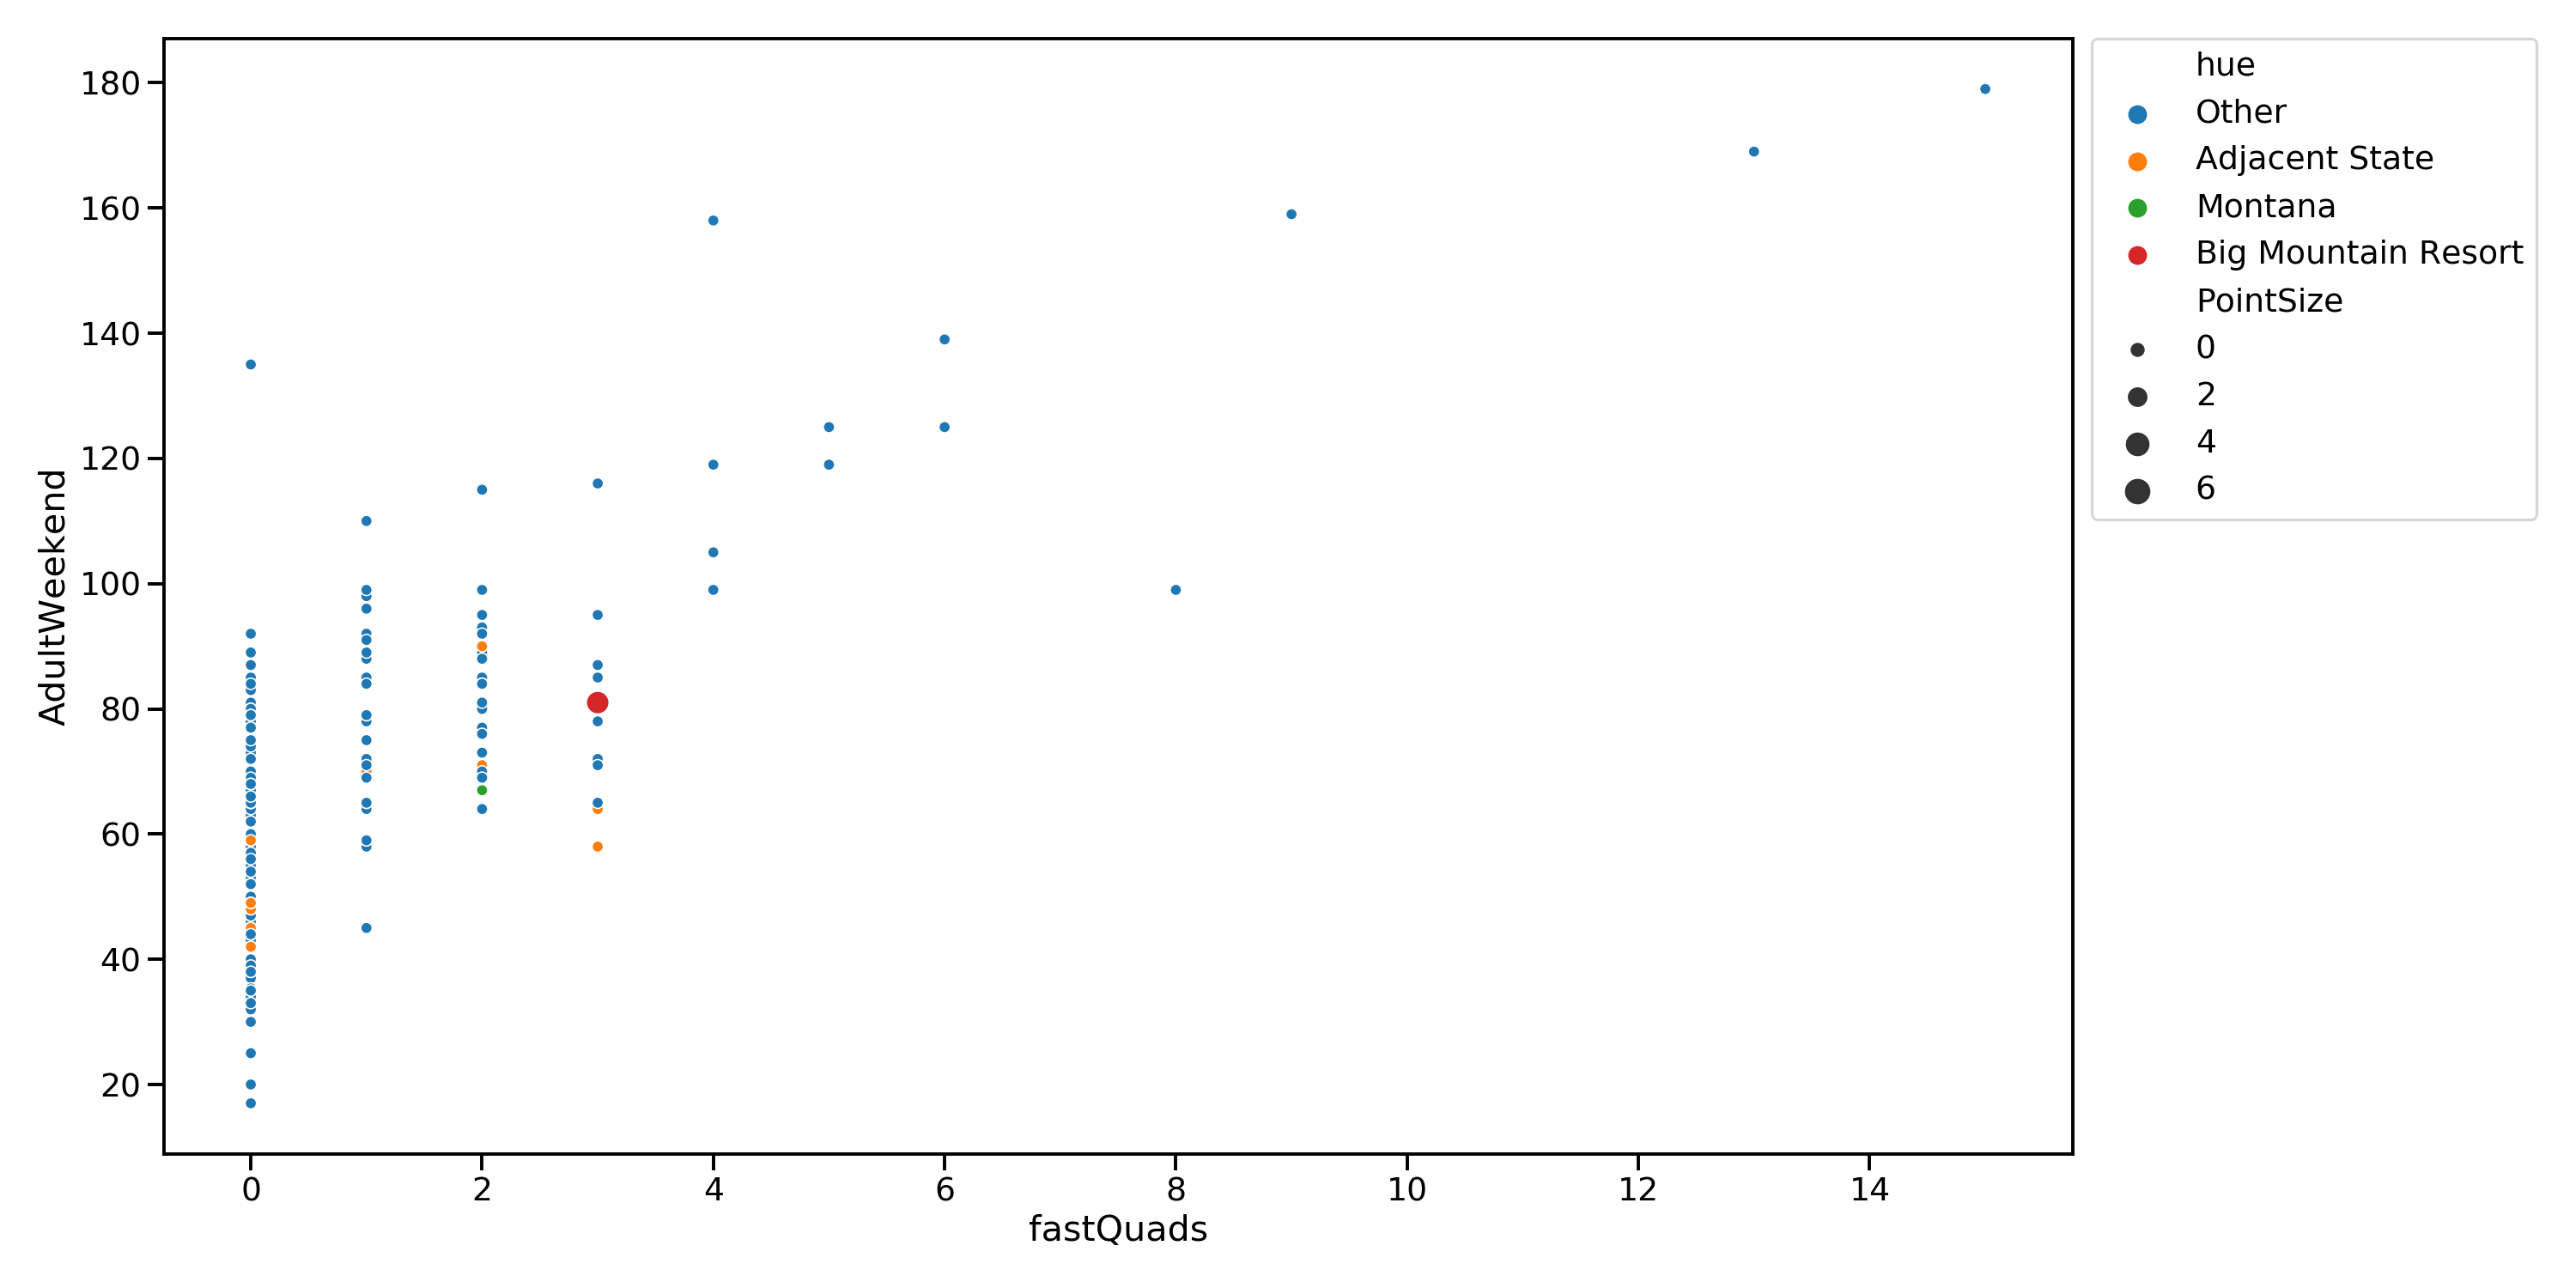 180
160
140
120
100
80
60
40
20
AdultWeekend
0 2 4 6 8 10 12 14
fastQuads
hue
Other
Adjacent State
Montana
Big Mountain Resort
PointSize
0
2
4
6